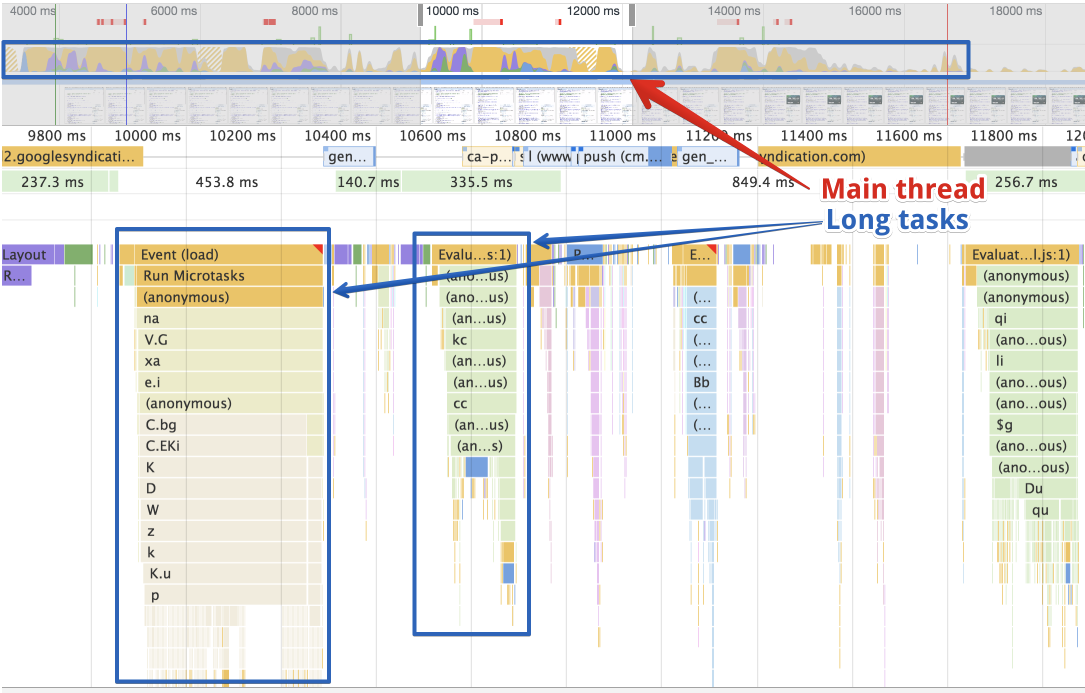 4000 ms 6000 ms 8000 ms 10000 ms 12000 ms 14000 ms 16000 ms 18000 ms
9800 ms 10000 ms 10200 ms 10400 ms 10600 ms 10800 ms 11000 ms 11200 ms 11400 ms 11600 ms 11800 ms
2.googlesyndicati... gen... ca-p... (www push (cm.... gen_... yndication.com)
237.3 ms 453.8 ms 140.7 ms 335.5 ms 849.4 ms 256.7 ms
Main thread
Long tasks
Layout Event (load) Evalu...s:1) P... E... Evaluat...l.js:1)
R... Run Microtasks (ano...us) (anonymous)
(anonymous) (ano...us) (... (anonymous)
na (an...us) cc qi
V.G kc (... (ano...ous)
xa (an...us) (... li
e.i (an...us) Bb (ano...ous)
(anonymous) cc (... (ano...ous)
C.bg (an...us) (... $g
C.EKi (an...s) (ano...ous)
K (ano...ous)
D Du
W qu
z
k
K.u
p